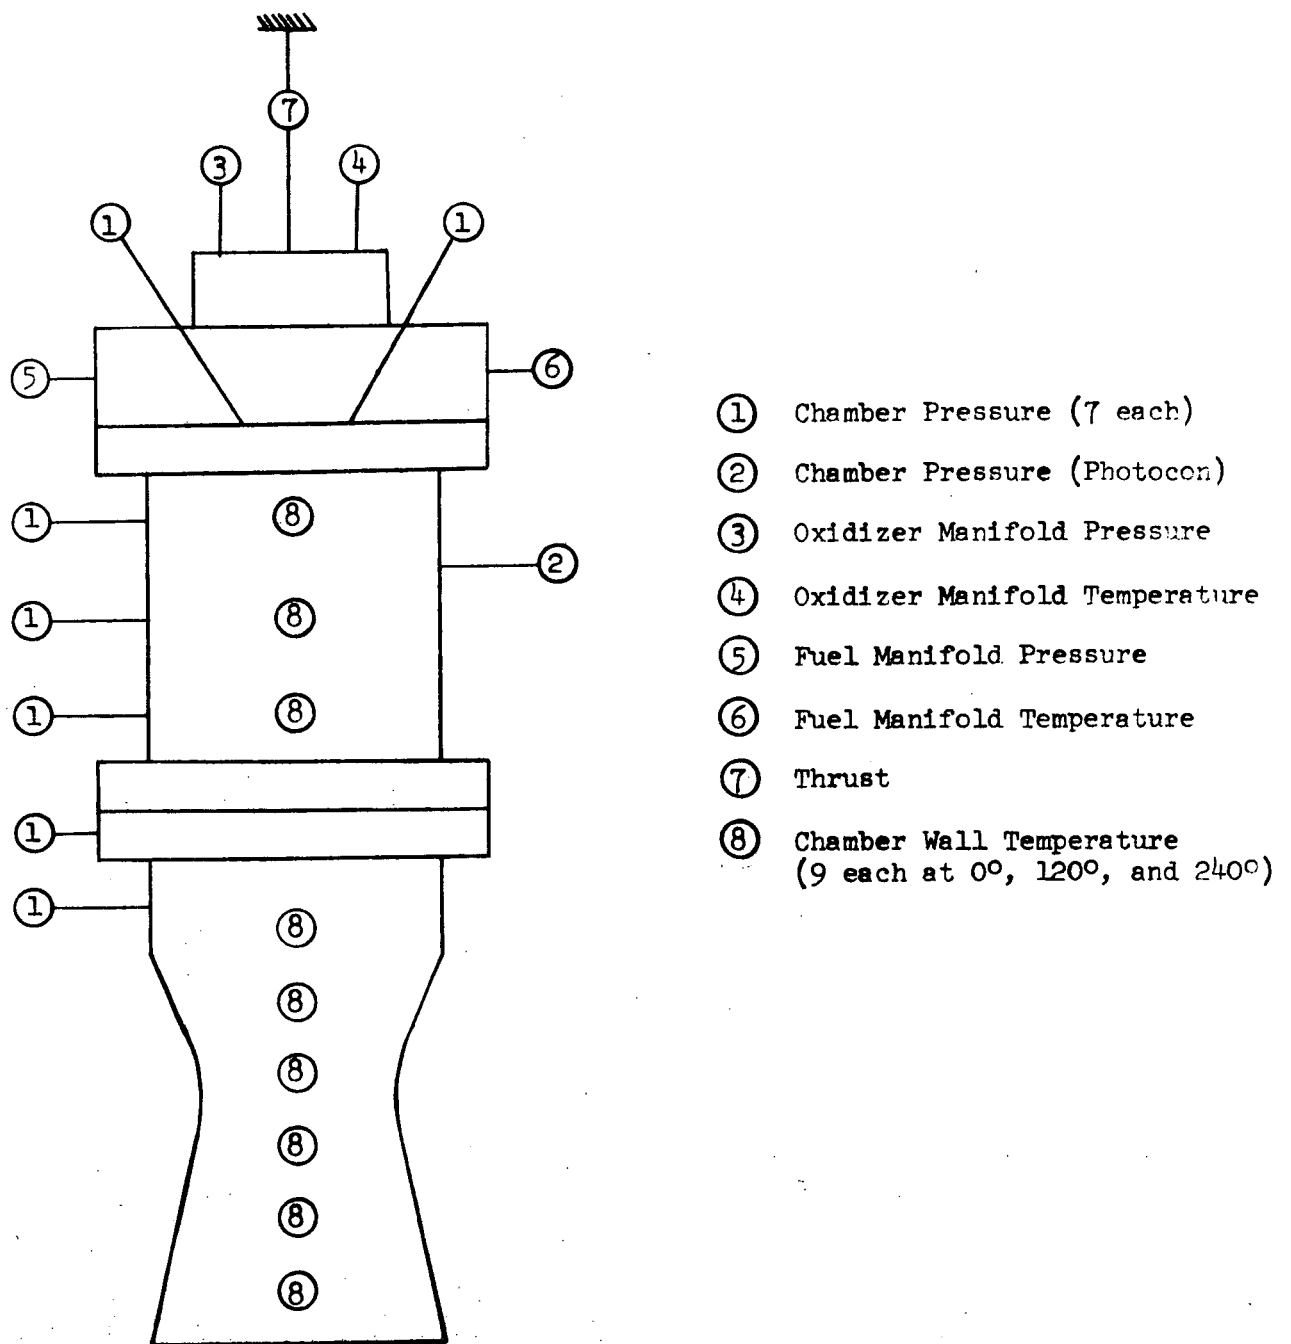 7
3 4
1 1
5 6
1 8
2
1 8
1 8
1
1
8
8
8
8
8
8
1 Chamber Pressure (7 each)
2 Chamber Pressure (Photocon)
3 Oxidizer Manifold Pressure
4 Oxidizer Manifold Temperature
5 Fuel Manifold Pressure
6 Fuel Manifold Temperature
7 Thrust
8 Chamber Wall Temperature
(9 each at 0°, 120°, and 240°)